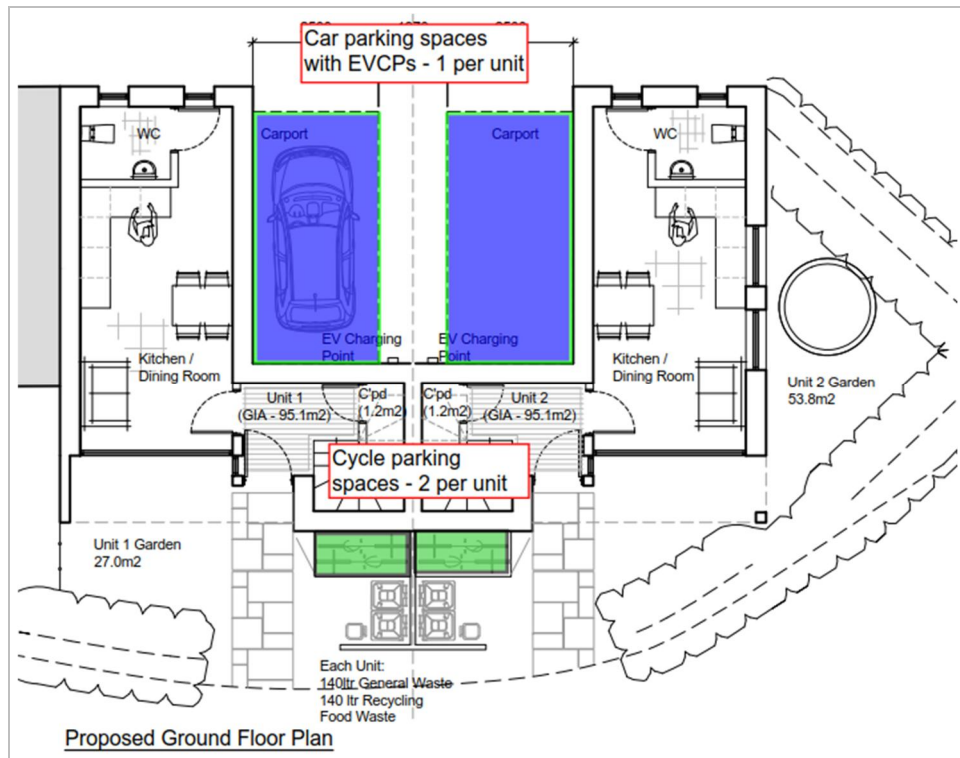 Car parking spaces
with EVCPs - 1 per unit
WC
Carport
Carport
WC
EV Charging
Point
EV Charging
Point
Kitchen /
Dining Room
Kitchen /
Dining Room
Unit 1
(GIA - 95.1m2)
C'pd
(1.2m2)
C'pd
(1.2m2)
Unit 2
(GIA - 95.1m2)
Unit 2 Garden
53.8m2
Cycle parking
spaces - 2 per unit
Unit 1 Garden
27.0m2
Each Unit:
140ltr General Waste
140 ltr Recycling
Food Waste
Proposed Ground Floor Plan